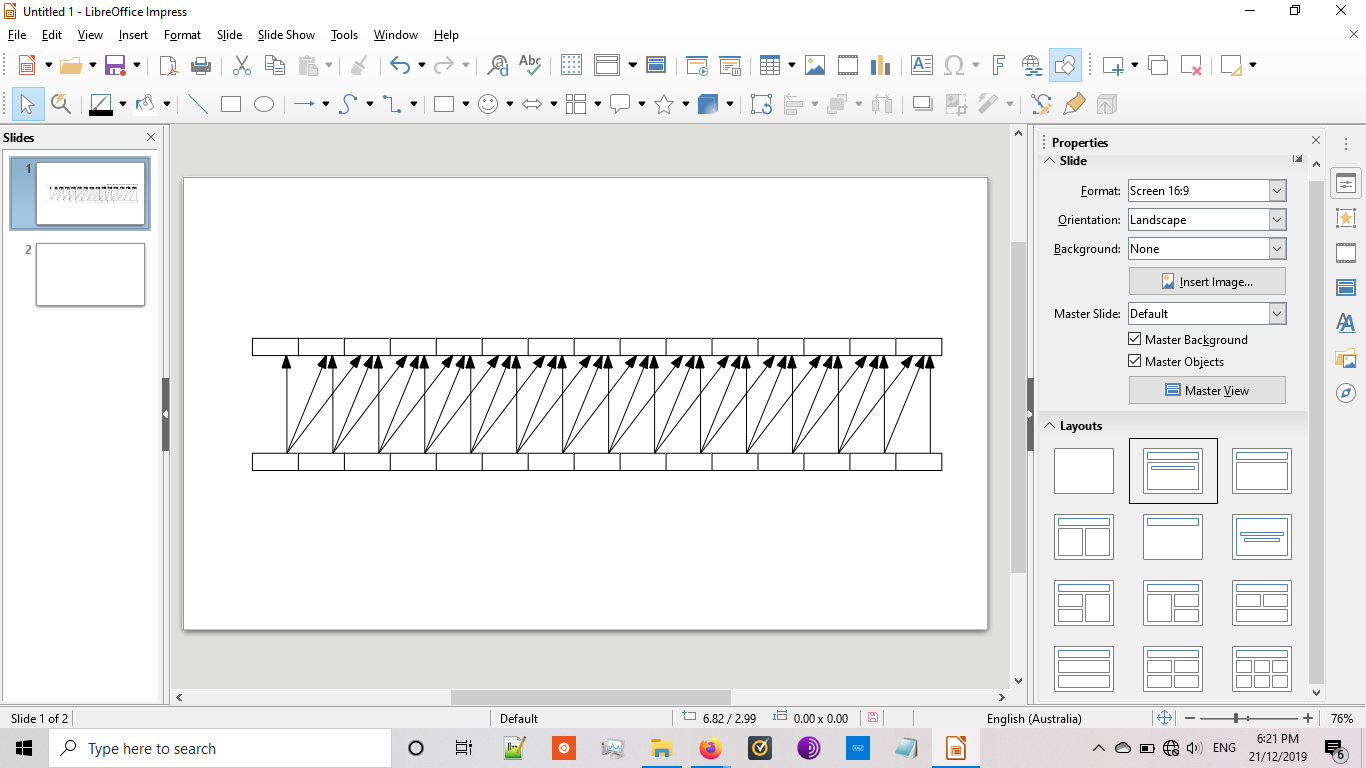 Untitled 1 - LibreOffice Impress
File Edit View Insert Format Slide Slide Show Tools Window Help
Abc
Slides
1
2
Properties
Slide
Format: Screen 16:9
Orientation: Landscape
Background: None
Insert Image...
Master Slide: Default
Master Background
Master Objects
Master View
Layouts
Slide 1 of 2 Default 6.82 / 2.99 0.00 x 0.00 English (Australia) 76%
Type here to search
ENG
6:21 PM
21/12/2019
6